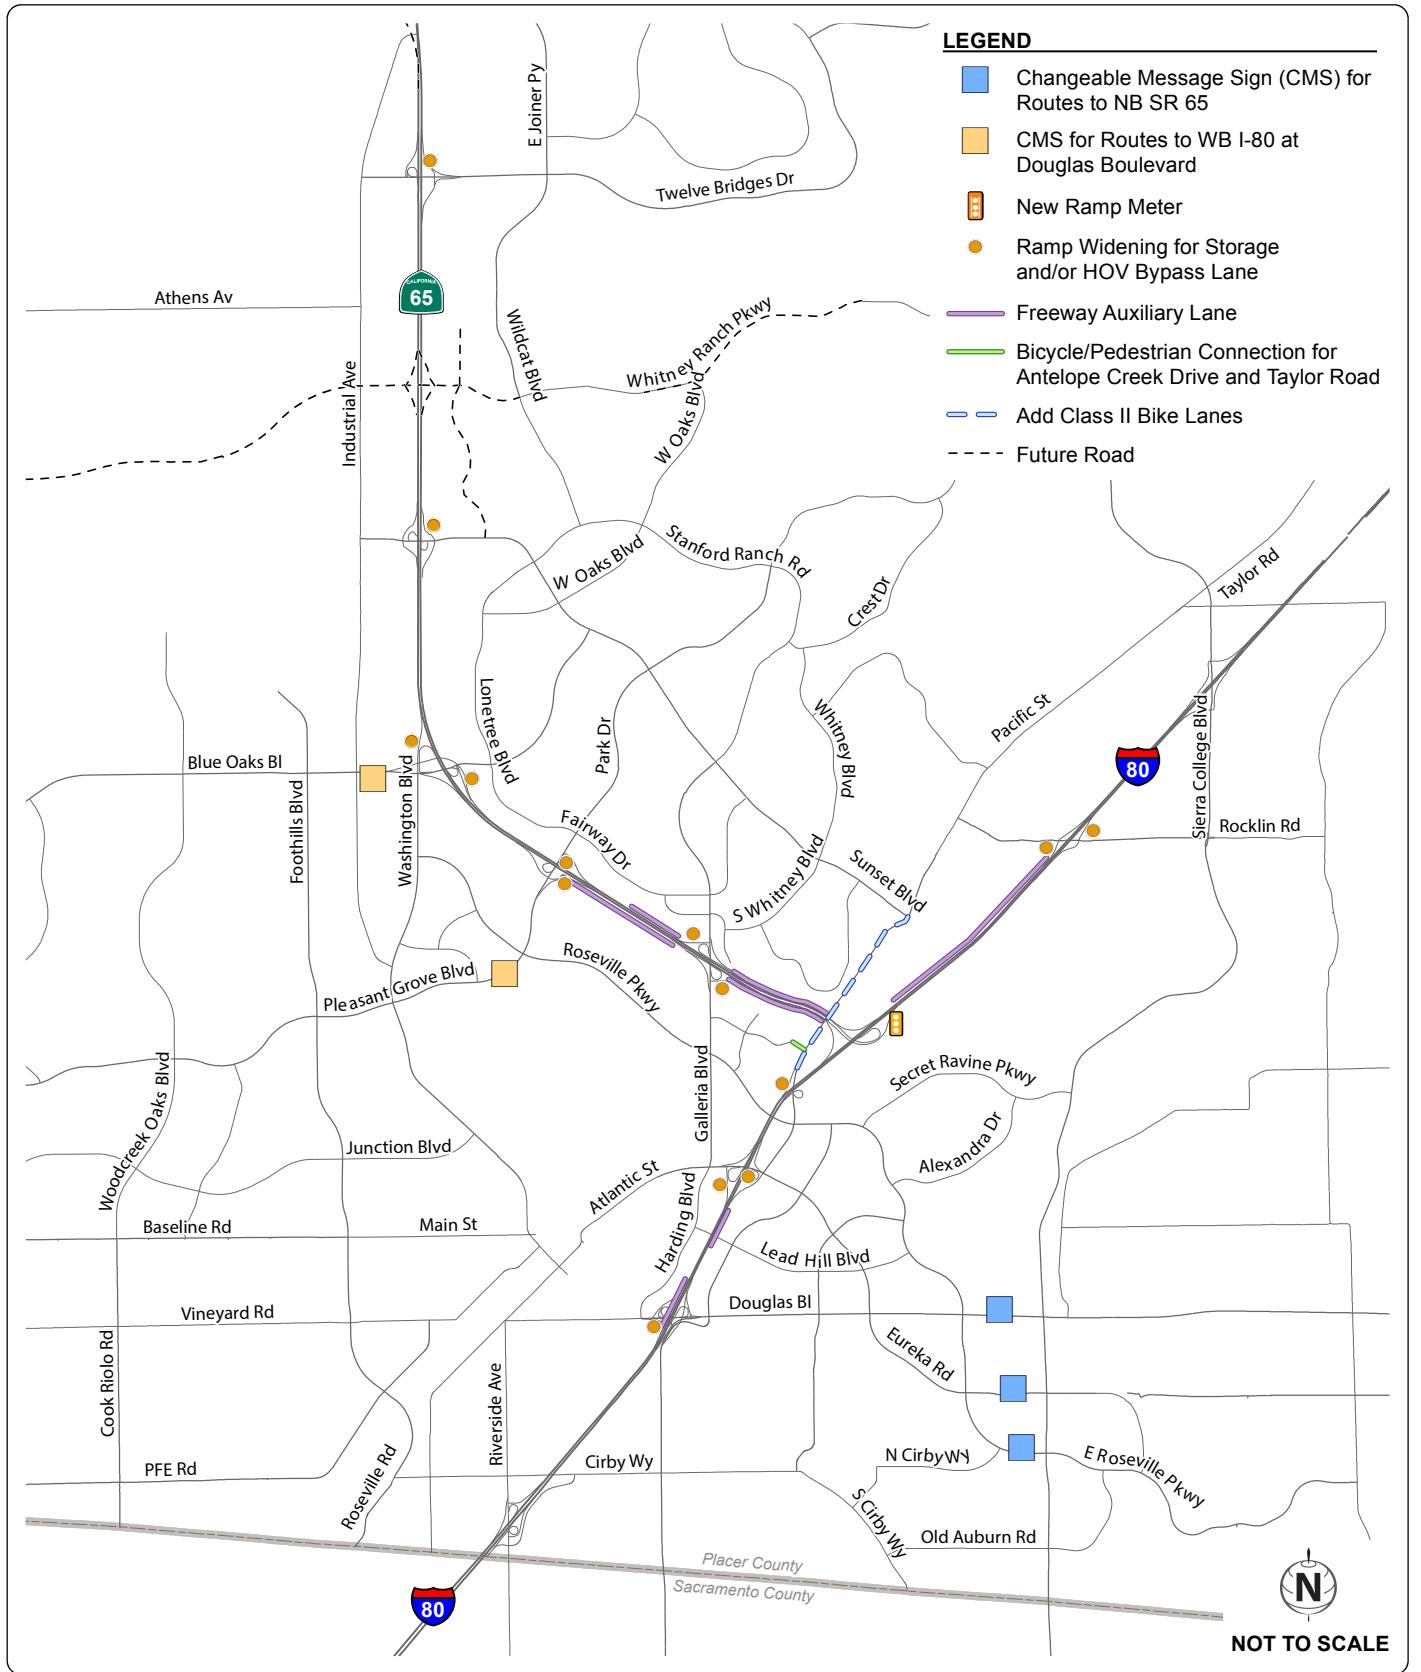 LEGEND
Changeable Message Sign (CMS) for
Routes to NB SR 65
CMS for Routes to WB I-80 at
Douglas Boulevard
New Ramp Meter
Ramp Widening for Storage
and/or HOV Bypass Lane
Freeway Auxiliary Lane
Bicycle/Pedestrian Connection for
Antelope Creek Drive and Taylor Road
Add Class II Bike Lanes
Future Road
E Joiner Py
Twelve Bridges Dr
CALIFORNIA
65
Athens Av
Wildcat Blvd
Whitney Ranch Pkwy
Industrial Ave
W Oaks Blvd
W Oaks Blvd
Stanford Ranch Rd
Crest Dr
Taylor Rd
Lonetree Blvd
Park Dr
Whitney Blvd
Pacific St
Sierra College Blvd
80
Blue Oaks Bl
Foothills Blvd
Washington Blvd
Fairway Dr
S Whitney Blvd
Sunset Blvd
Rocklin Rd
Roseville Pkwy
Pleasant Grove Blvd
Woodcreek Oaks Blvd
Galleria Blvd
Secret Ravine Pkwy
Alexandra Dr
Junction Blvd
Atlantic St
Baseline Rd
Main St
Harding Blvd
Lead Hill Blvd
Vineyard Rd
Douglas Bl
Cook Riolo Rd
Riverside Ave
Eureka Rd
PFE Rd
Roseville Rd
Cirby Wy
N Cirby Wy
E Roseville Pkwy
S Cirby Wy
Old Auburn Rd
Placer County
Sacramento County
80
N
NOT TO SCALE